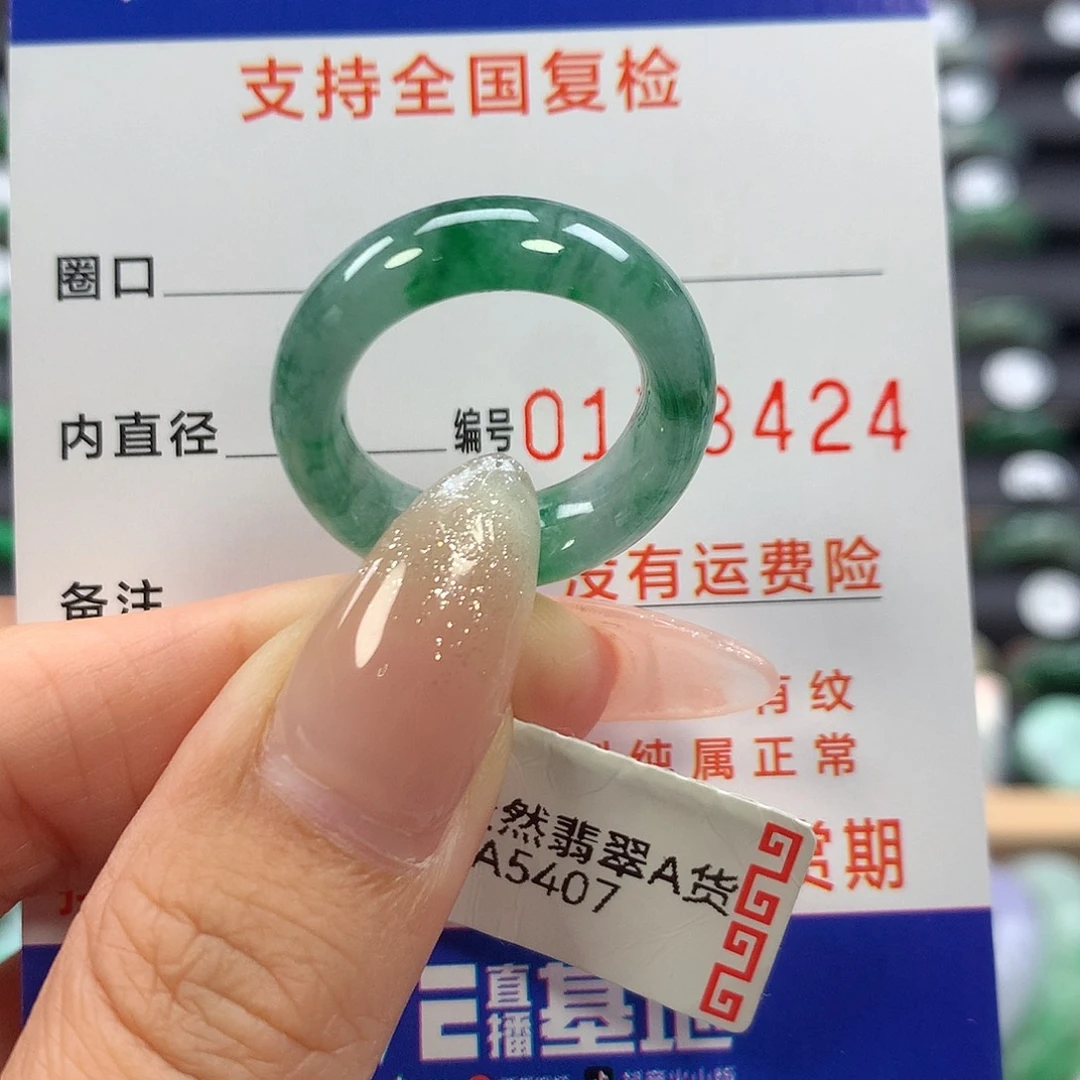 支持全国复检
圈口
内直径
编号 01 3424
备注
没有运费险
有纹
纯属正常
赏期
然翡翠A货
A5407
直播基地